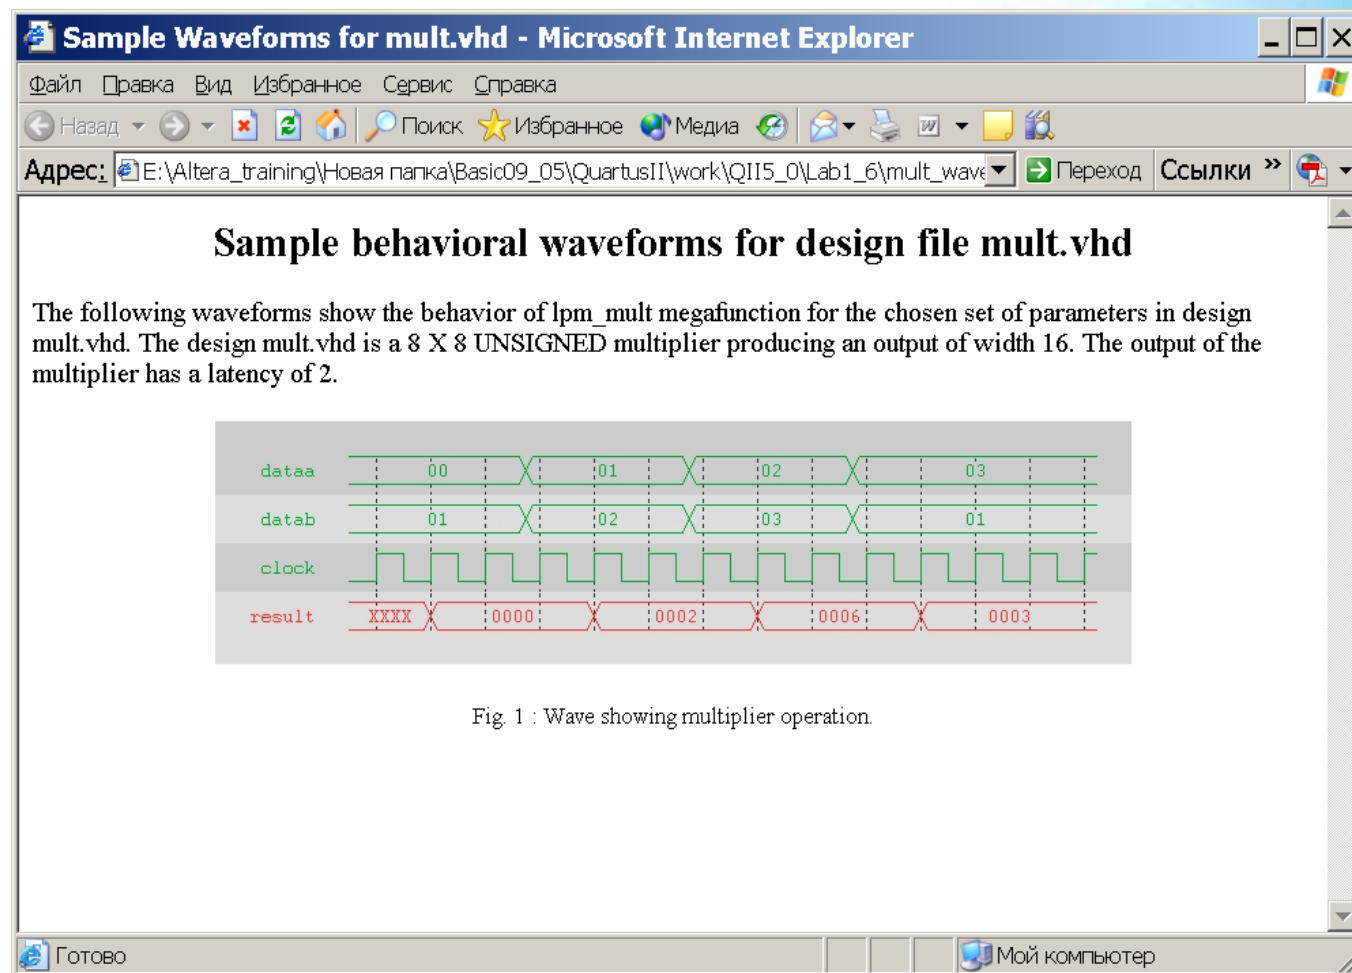 Sample Waveforms for mult.vhd - Microsoft Internet Explorer
Файл Правка Вид Избранное Сервис Справка
Назад Поиск Избранное Медиа
Адрес: E:\Altera_training\Новая папка\Basic09_05\QuartusII\work\QII5_0\Lab1_6\mult_wave Переход Ссылки »
Sample behavioral waveforms for design file mult.vhd
The following waveforms show the behavior of lpm_mult megafunction for the chosen set of parameters in design
mult.vhd. The design mult.vhd is a 8 X 8 UNSIGNED multiplier producing an output of width 16. The output of the
multiplier has a latency of 2.
dataa 00 01 02 03
datab 01 02 03 01
clock
result XXXX 0000 0002 0006 0003
Fig. 1 : Wave showing multiplier operation.
Готово Мой компьютер